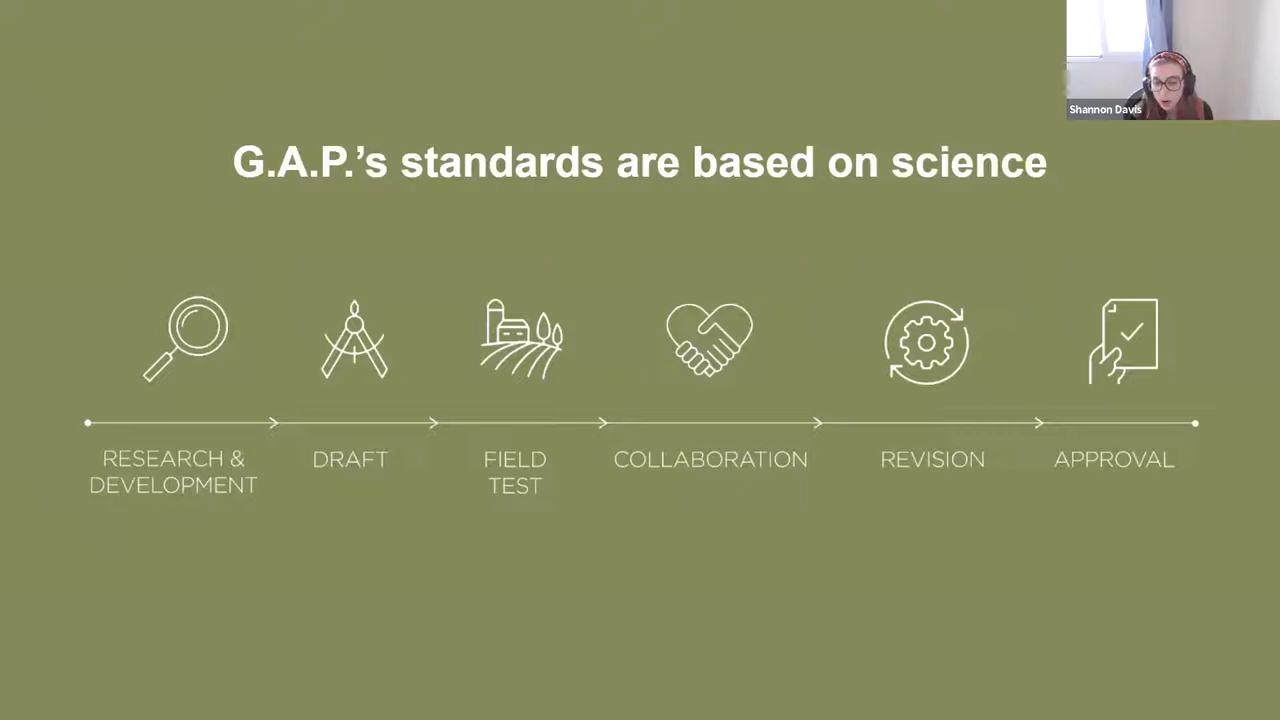 Shannon Davis
G.A.P.’s standards are based on science
RESEARCH &
DEVELOPMENT
DRAFT
FIELD
TEST
COLLABORATION
REVISION
APPROVAL